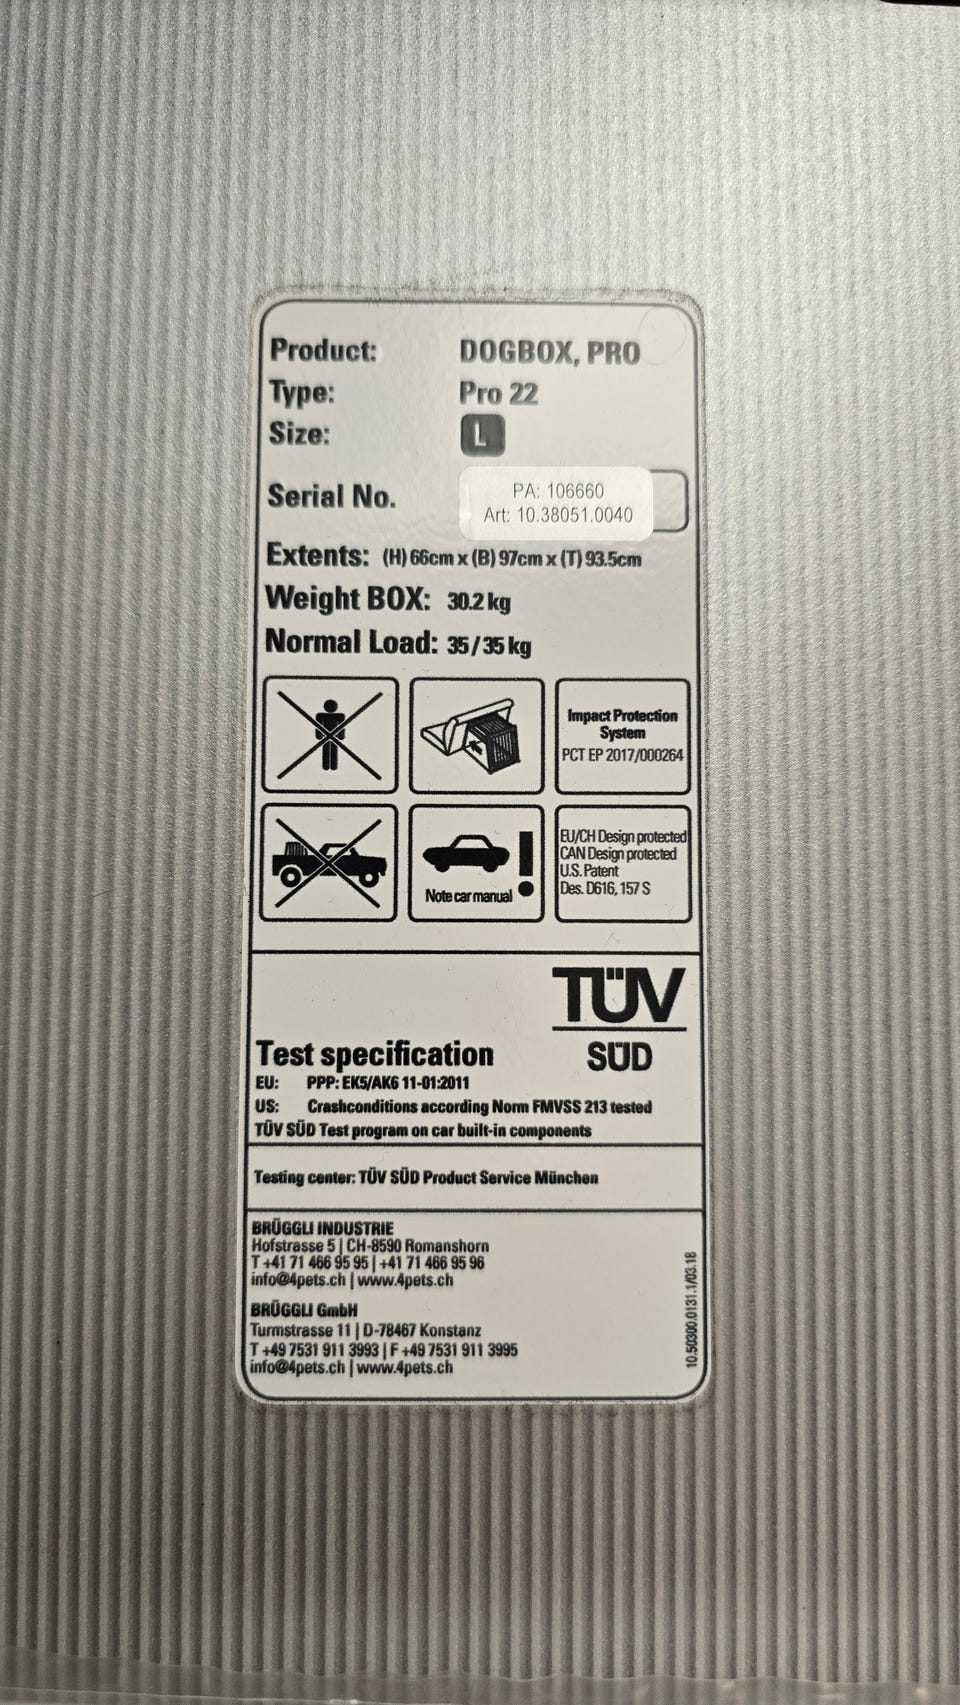 Product: DOGBOX, PRO
Type: Pro 22
Size: L
Serial No.
PA: 106660
Art: 10.38051.0040
Extents: (H) 66cm x (B) 97cm x (T) 93.5cm
Weight BOX: 30.2 kg
Normal Load: 35 / 35 kg
Impact Protection
System
PCT EP 2017/000264
Note car manual
EU/CH Design protected
CAN Design protected
U.S. Patent
Des. D616, 157 S
TÜV
SÜD
Test specification
EU: PPP: EK5/AK6 11-01:2011
US: Crashconditions according Norm FMVSS 213 tested
TÜV SÜD Test program on car built-in components
Testing center: TÜV SÜD Product Service München
BRÜGGLI INDUSTRIE
Hofstrasse 5 | CH-8590 Romanshorn
T +41 71 466 95 95 | +41 71 466 95 96
info@4pets.ch | www.4pets.ch
BRÜGGLI GmbH
Turmstrasse 11 | D-78467 Konstanz
T +49 7531 911 3993 | F +49 7531 911 3995
info@4pets.ch | www.4pets.ch
10.50300.0131.1/03.18